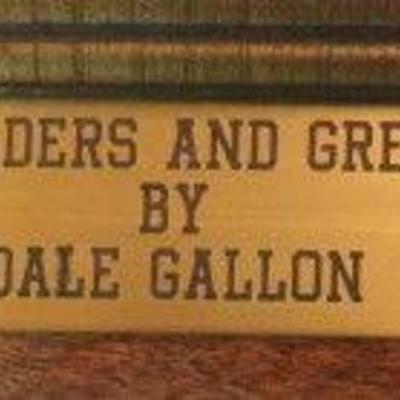 DERS AND GRE
BY
DALE GALLON